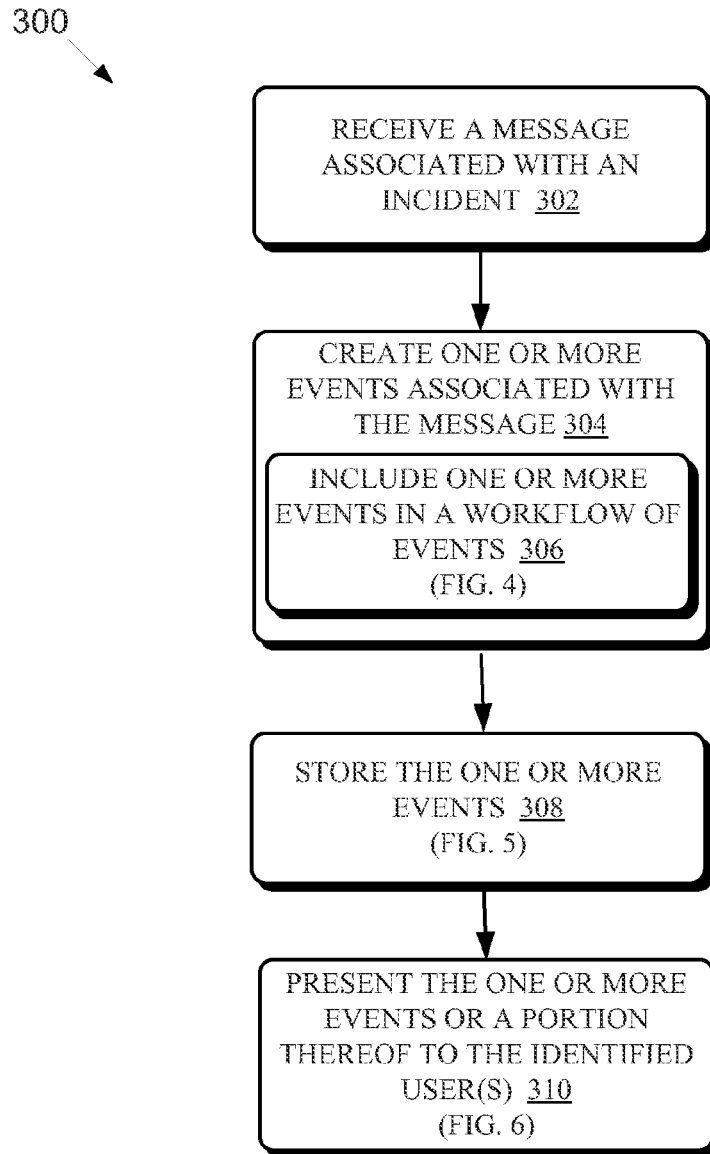 300
RECEIVE A MESSAGE
ASSOCIATED WITH AN
INCIDENT 302
CREATE ONE OR MORE
EVENTS ASSOCIATED WITH
THE MESSAGE 304
INCLUDE ONE OR MORE
EVENTS IN A WORKFLOW OF
EVENTS 306
(FIG. 4)
STORE THE ONE OR MORE
EVENTS 308
(FIG. 5)
PRESENT THE ONE OR MORE
EVENTS OR A PORTION
THEREOF TO THE IDENTIFIED
USER(S) 310
(FIG. 6)